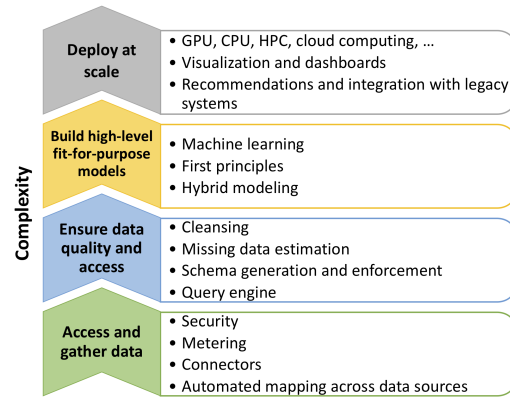 Complexity
Deploy at
scale
• GPU, CPU, HPC, cloud computing, ...
• Visualization and dashboards
• Recommendations and integration with legacy
systems
Build high-level
fit-for-purpose
models
• Machine learning
• First principles
• Hybrid modeling
Ensure data
quality and
access
• Cleansing
• Missing data estimation
• Schema generation and enforcement
• Query engine
Access and
gather data
• Security
• Metering
• Connectors
• Automated mapping across data sources